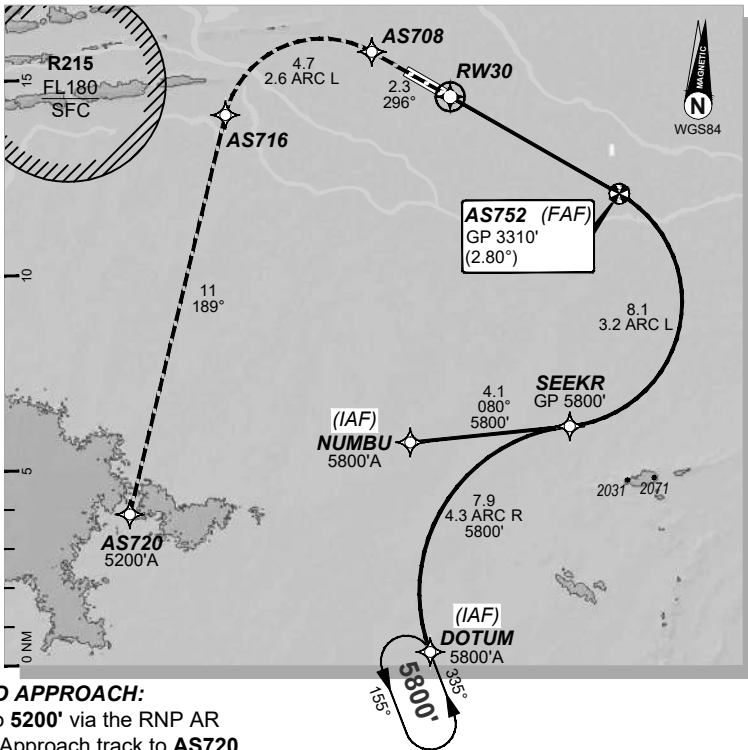 AS708
R215
FL180
SFC
4.7
2.6 ARC L
2.3
296°
RW30
MAGNETIC
N
WGS84
15
AS716
AS752 (FAF)
GP 3310'
(2.80°)
10
11
189°
8.1
3.2 ARC L
SEEKR
GP 5800'
4.1
080°
5800'
(IAF)
NUMBU
5800'A
5
2031
2071
7.9
4.3 ARC R
5800'
AS720
5200'A
(IAF)
DOTUM
5800'A
0 NM
5800'
155°
335°
D APPROACH:
o 5200' via the RNP AR
Approach track to AS720